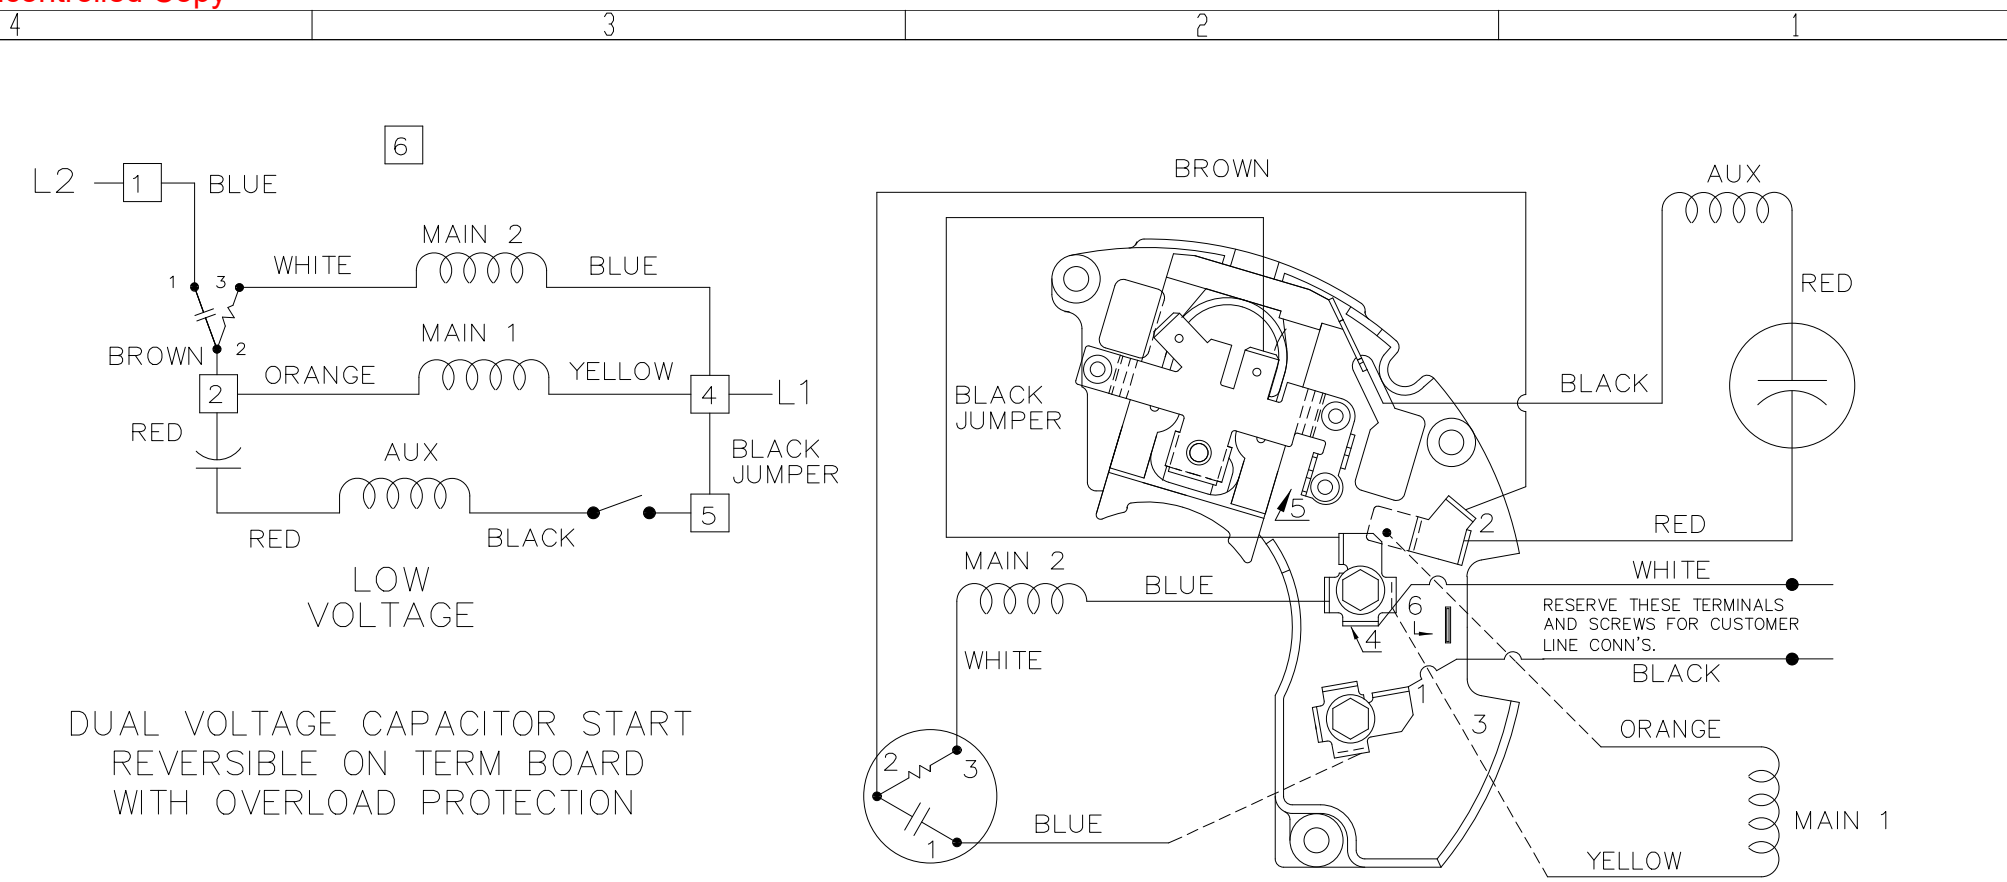 4 3 2 1
6
L2 1 BLUE
MAIN 2
WHITE BLUE
1 3
MAIN 1
BROWN 2
ORANGE YELLOW
2 4 L1
RED
AUX
BLACK
JUMPER
5
RED BLACK
LOW
VOLTAGE
DUAL VOLTAGE CAPACITOR START
REVERSIBLE ON TERM BOARD
WITH OVERLOAD PROTECTION
BROWN
AUX
RED
BLACK
BLACK
JUMPER
5
2
RED
MAIN 2
BLUE
WHITE
6
RESERVE THESE TERMINALS
AND SCREWS FOR CUSTOMER
LINE CONN'S.
4
WHITE
BLACK
1
3
ORANGE
2
3
1
BLUE
MAIN 1
YELLOW